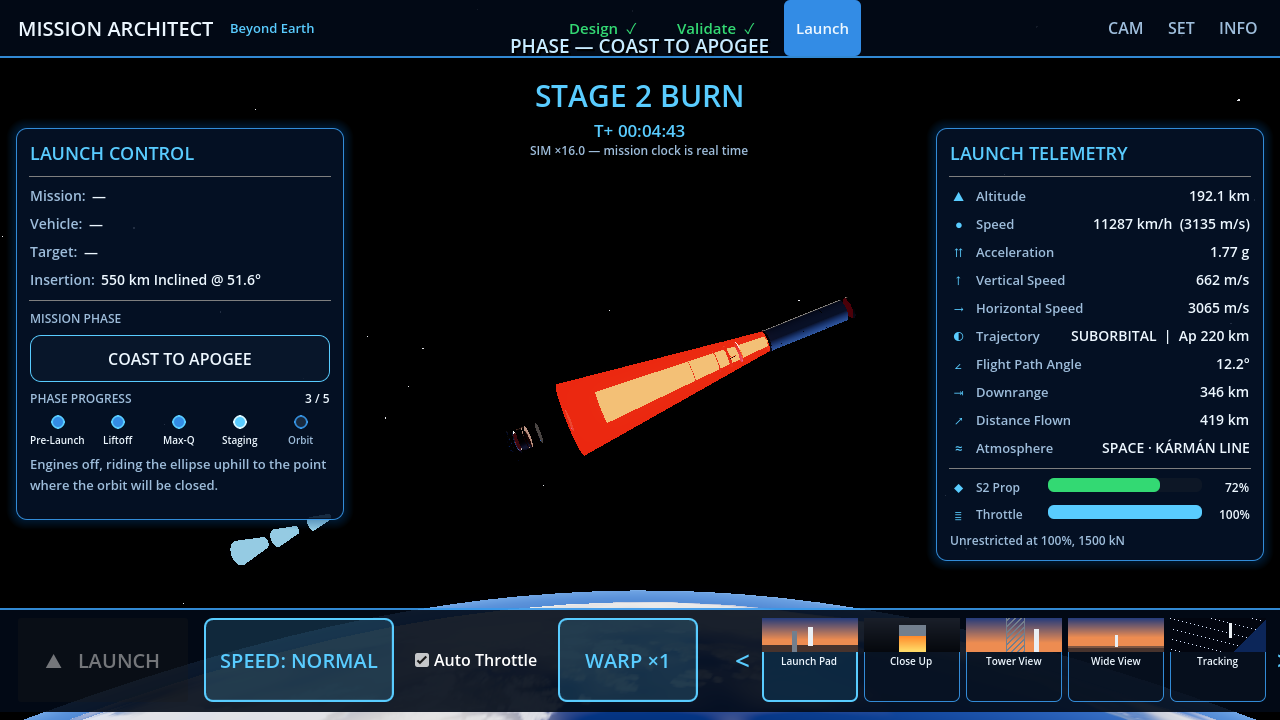 MISSION ARCHITECT Beyond Earth Design ✓ Validate ✓ Launch CAM SET INFO
PHASE — COAST TO APOGEE
STAGE 2 BURN
T+ 00:04:43
SIM ×16.0 — mission clock is real time
LAUNCH CONTROL
Mission: —
Vehicle: —
Target: —
Insertion: 550 km Inclined @ 51.6°
MISSION PHASE
COAST TO APOGEE
PHASE PROGRESS 3 / 5
Pre-Launch Liftoff Max-Q Staging Orbit
Engines off, riding the ellipse uphill to the point
where the orbit will be closed.
LAUNCH TELEMETRY
▲ Altitude 192.1 km
● Speed 11287 km/h (3135 m/s)
⇈ Acceleration 1.77 g
↑ Vertical Speed 662 m/s
→ Horizontal Speed 3065 m/s
◐ Trajectory SUBORBITAL | Ap 220 km
∠ Flight Path Angle 12.2°
⇥ Downrange 346 km
↗ Distance Flown 419 km
≈ Atmosphere SPACE · KÁRMÁN LINE
◆ S2 Prop 72%
≣ Throttle 100%
Unrestricted at 100%, 1500 kN
▲ LAUNCH SPEED: NORMAL Auto Throttle WARP ×1 < Launch Pad Close Up Tower View Wide View Tracking